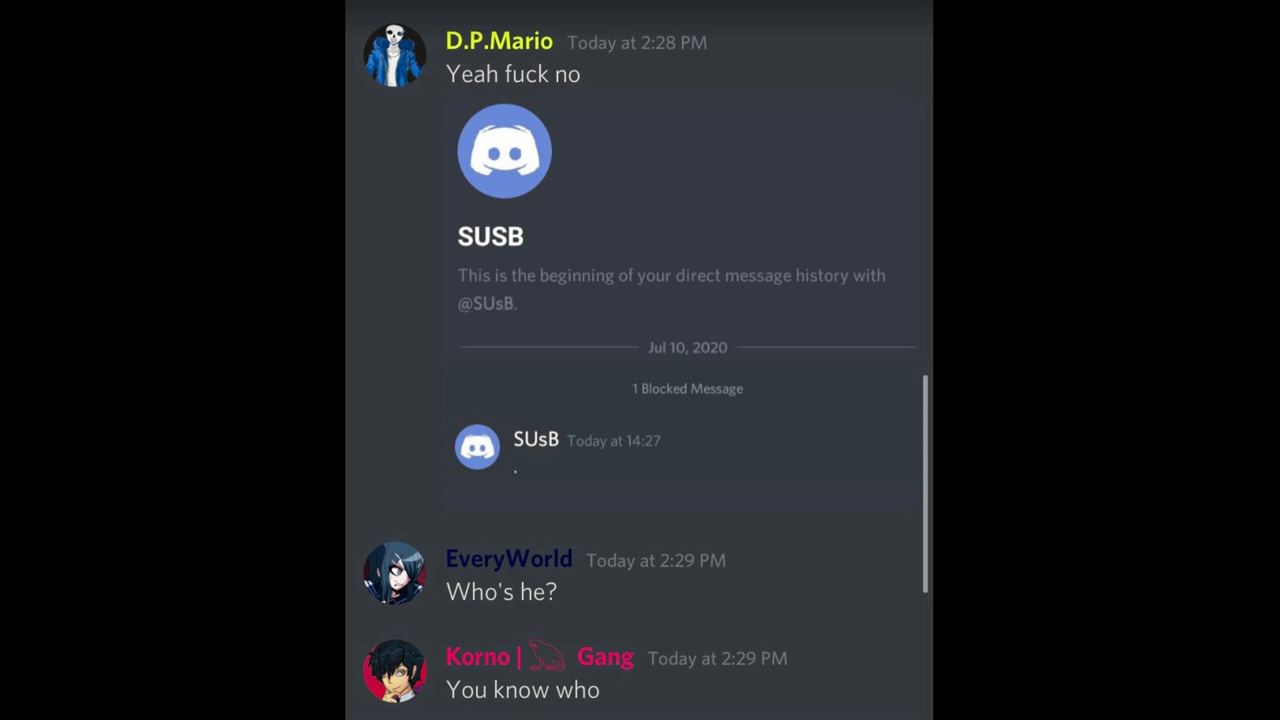 D.P.Mario Today at 2:28 PM
Yeah fuck no
SUSB
This is the beginning of your direct message history with
@SUsB.
Jul 10, 2020
1 Blocked Message
SUsB Today at 14:27
.
EveryWorld Today at 2:29 PM
Who's he?
Korno | Gang Today at 2:29 PM
You know who